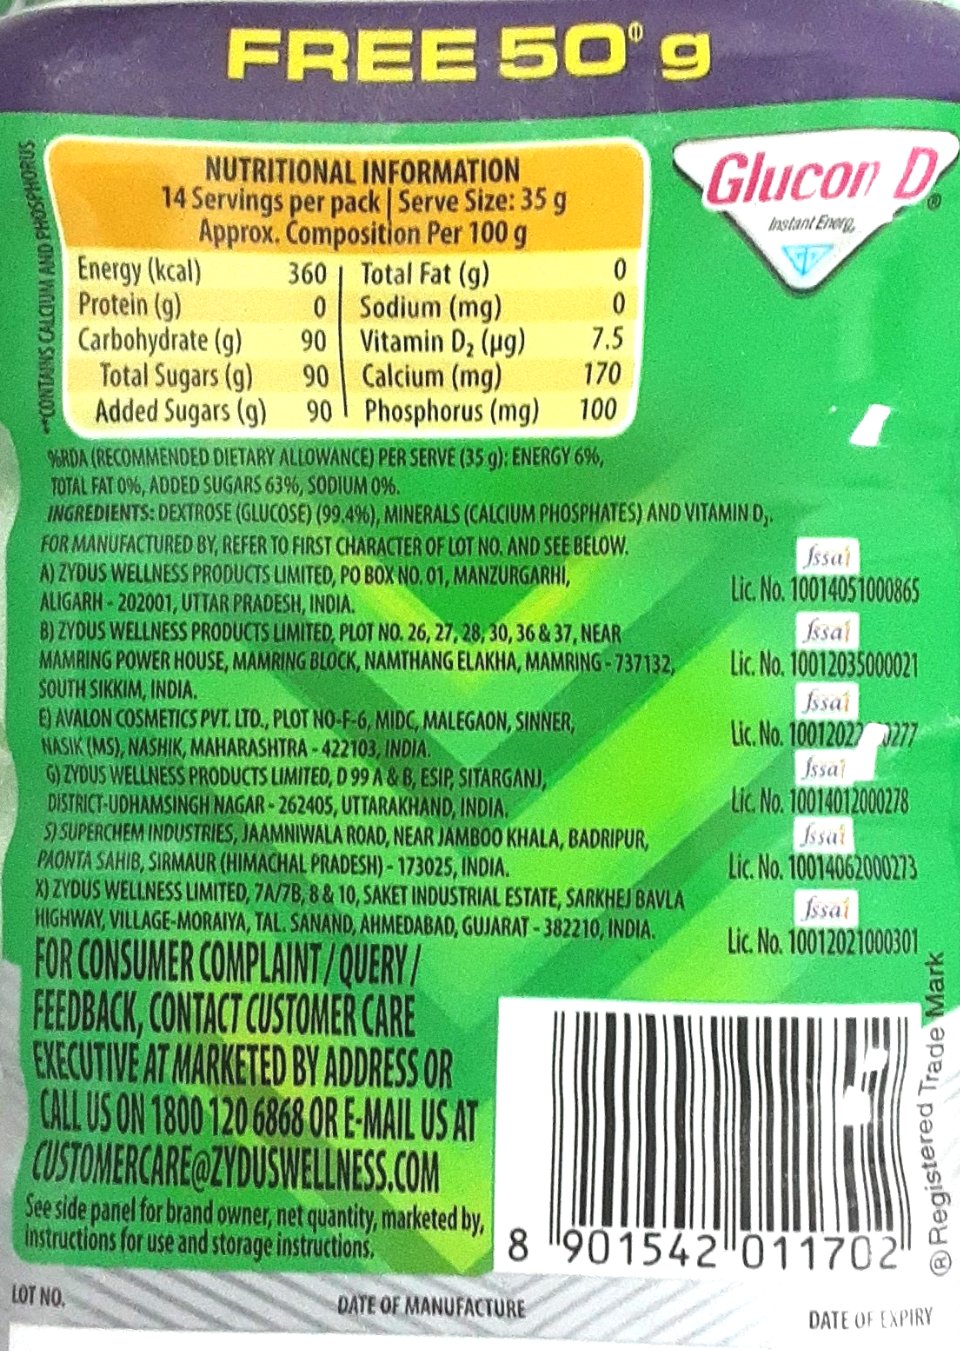 FREE 50 g
**CONTAINS CALCIUM AND PHOSPHORUS
NUTRITIONAL INFORMATION
14 Servings per pack | Serve Size: 35 g
Approx. Composition Per 100 g
Energy (kcal) 360 Total Fat (g) 0
Protein (g) 0 Sodium (mg) 0
Carbohydrate (g) 90 Vitamin D₂ (µg) 7.5
Total Sugars (g) 90 Calcium (mg) 170
Added Sugars (g) 90 Phosphorus (mg) 100
Glucon D®
Instant
%RDA (RECOMMENDED DIETARY ALLOWANCE) PER SERVE (35 g): ENERGY 6%,
TOTAL FAT 0%, ADDED SUGARS 63%, SODIUM 0%.
INGREDIENTS: DEXTROSE (GLUCOSE) (99.4%), MINERALS (CALCIUM PHOSPHATES) AND VITAMIN D₂.
FOR MANUFACTURED BY, REFER TO FIRST CHARACTER OF LOT NO. AND SEE BELOW.
A) ZYDUS WELLNESS PRODUCTS LIMITED, PO BOX NO. 01, MANZURGARHI,
ALIGARH - 202001, UTTAR PRADESH, INDIA.
fssai
Lic. No. 10014051000865
B) ZYDUS WELLNESS PRODUCTS LIMITED, PLOT NO. 26, 27, 28, 30, 36 & 37, NEAR
MAMRING POWER HOUSE, MAMRING BLOCK, NAMTHANG ELAKHA, MAMRING - 737132,
SOUTH SIKKIM, INDIA.
fssai
Lic. No. 10012035000021
E) AVALON COSMETICS PVT. LTD., PLOT NO-F-6, MIDC, MALEGAON, SINNER,
NASIK (MS), NASHIK, MAHARASHTRA - 422103, INDIA.
fssai
Lic. No.
G) ZYDUS WELLNESS PRODUCTS LIMITED, D 99 A & B, ESIP, SITARGANJ,
DISTRICT-UDHAMSINGH NAGAR - 262405, UTTARAKHAND, INDIA.
fssai
Lic. No. 10014012000278
S) SUPERCHEM INDUSTRIES, JAAMNIWALA ROAD, NEAR JAMBOO KHALA, BADRIPUR,
PAONTA SAHIB, SIRMAUR (HIMACHAL PRADESH) - 173025, INDIA.
fssai
Lic. No. 10014062000273
X) ZYDUS WELLNESS LIMITED, 7A/7B, 8 & 10, SAKET INDUSTRIAL ESTATE, SARKHEJ BAVLA
HIGHWAY, VILLAGE-MORAIYA, TAL. SANAND, AHMEDABAD, GUJARAT - 382210, INDIA.
fssai
Lic. No. 10012021000301
FOR CONSUMER COMPLAINT / QUERY /
FEEDBACK, CONTACT CUSTOMER CARE
EXECUTIVE AT MARKETED BY ADDRESS OR
CALL US ON 1800 120 6868 OR E-MAIL US AT
CUSTOMERCARE@ZYDUSWELLNESS.COM
See side panel for brand owner, net quantity, marketed by,
Instructions for use and storage instructions.
8 901542 011702
® Registered Trade Mark
LOT NO.
DATE OF MANUFACTURE
DATE OF EXPIRY